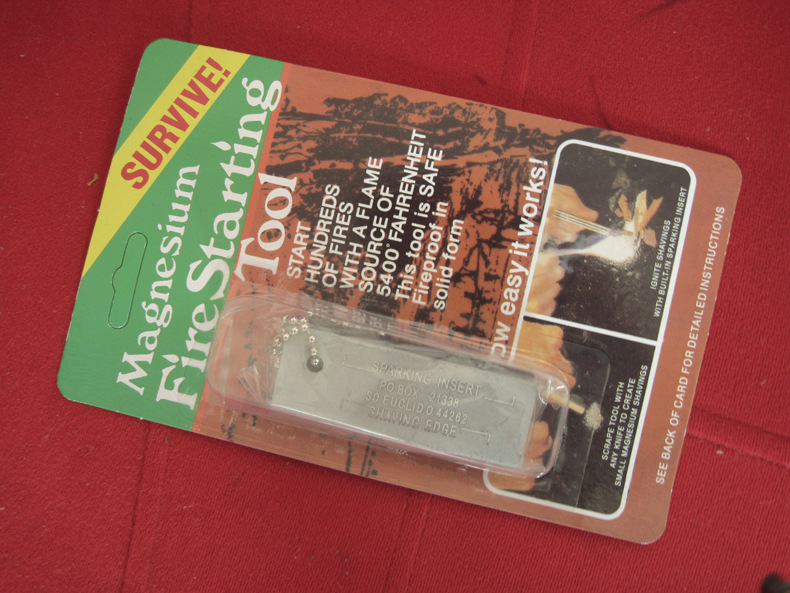 SURVIVE!
Magnesium
Fire Starting
Tool
START
HUNDREDS
OF FIRES
WITH A FLAME
SOURCE OF
5400° FAHRENHEIT
This tool is SAFE
Fireproof in
solid form
ow easy it works!
IGNITE SHAVINGS
WITH BUILT-IN SPARKING INSERT
SCRAPE TOOL WITH
ANY KNIFE TO CREATE
SMALL MAGNESIUM SHAVINGS
SEE BACK OF CARD FOR DETAILED INSTRUCTIONS
SPARKING INSERT
PO BOX 21338
SO EUCLID O 44262
SHAVING EDGE